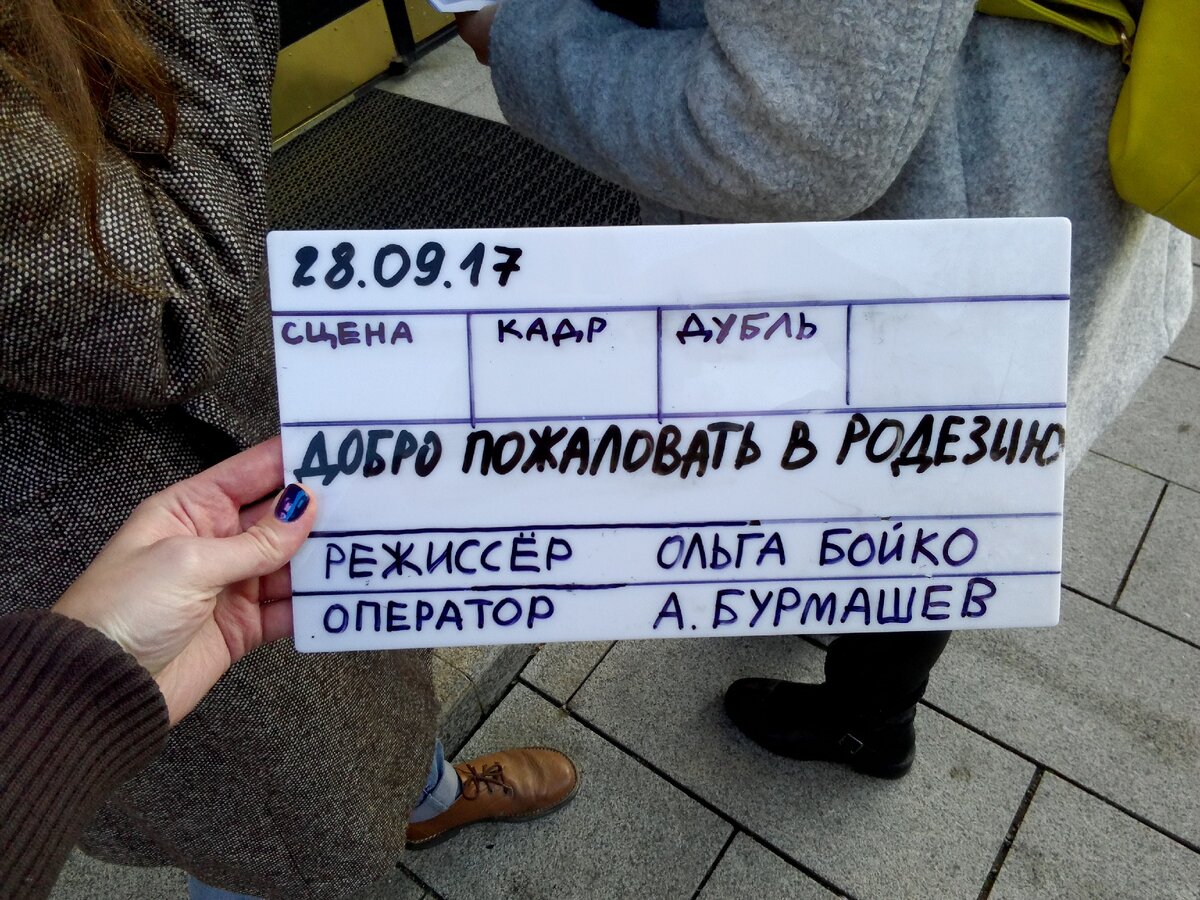 28.09.17
СЦЕНА КАДР ДУБЛЬ
ДОБРО ПОЖАЛОВАТЬ В РОДЕЗИЮ
РЕЖИССЁР ОЛЬГА БОЙКО
ОПЕРАТОР А. БУРМАШЕВ